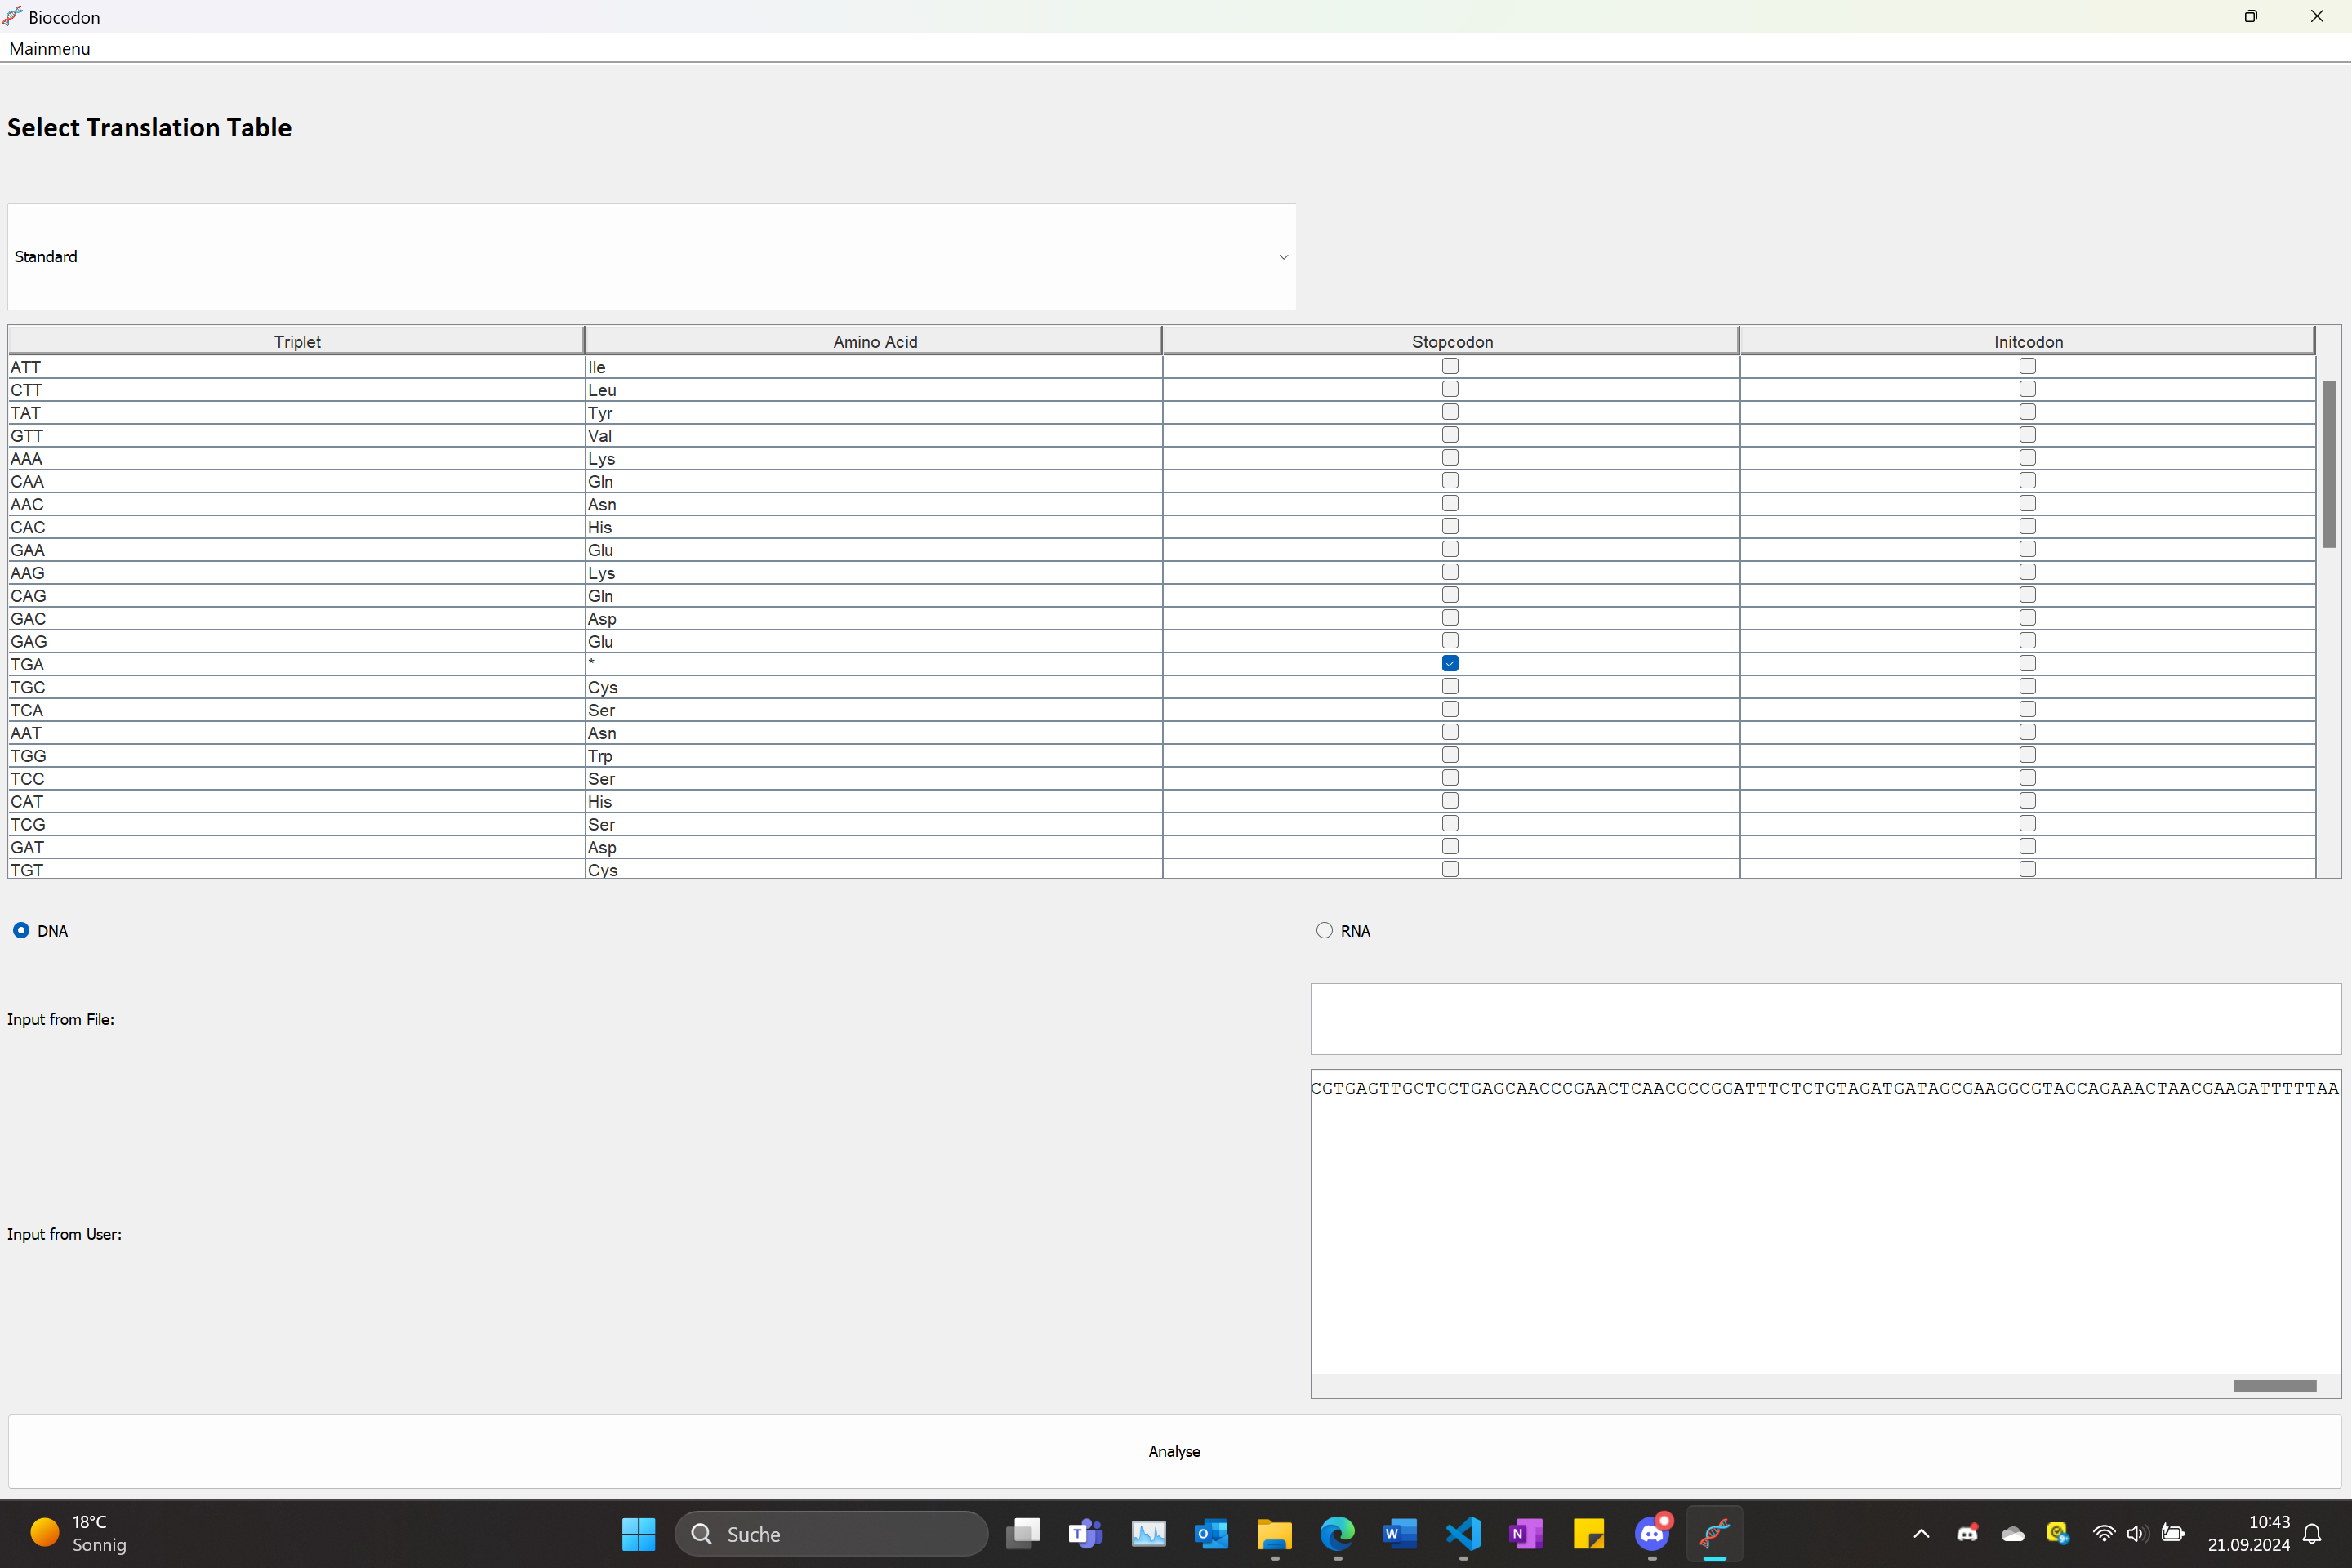 Biocodon
Mainmenu
Select Translation Table
Standard
Triplet Amino Acid Stopcodon Initcodon
ATT Ile
CTT Leu
TAT Tyr
GTT Val
AAA Lys
CAA Gln
AAC Asn
CAC His
GAA Glu
AAG Lys
CAG Gln
GAC Asp
GAG Glu
TGA *
TGC Cys
TCA Ser
AAT Asn
TGG Trp
TCC Ser
CAT His
TCG Ser
GAT Asp
TGT Cys
DNA RNA
Input from File:
CGTGAGTTGCTGCTGAGCAACCCGAACTCAACGCCGGATTTCTCTGTAGATGATAGCGAAGGCGTAGCAGAAACTAACGAAGATTTTTAA
Input from User:
Analyse
18°C
Sonnig
Suche
10:43
21.09.2024